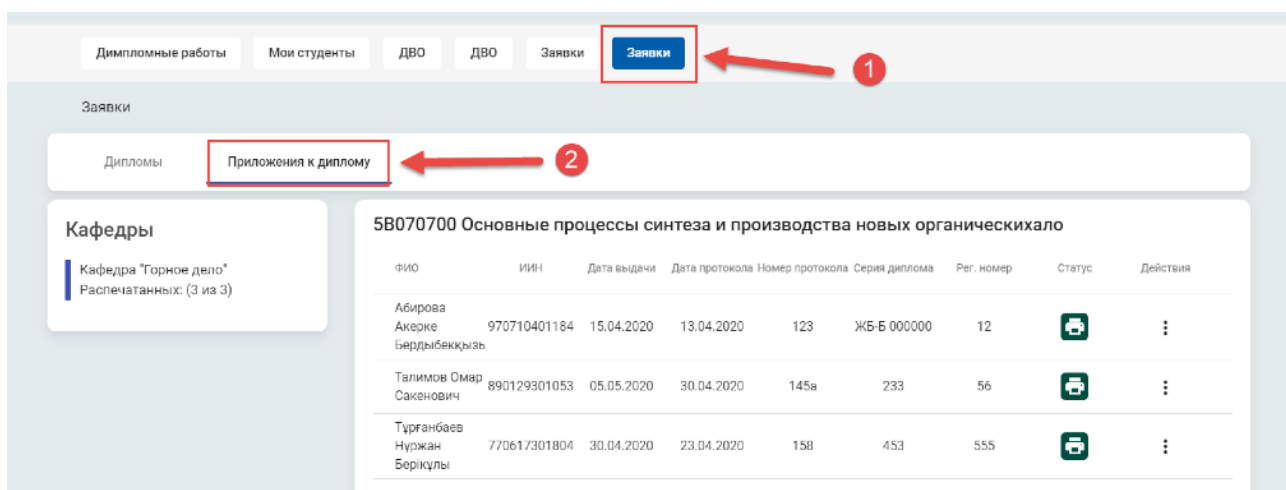 Димпломные работы Мои студенты ДВО ДВО Заявки Заявки
1
Заявки
Дипломы Приложения к диплому 2
Кафедры
Кафедра "Горное дело"
Распечатанных: (3 из 3)
5В070700 Основные процессы синтеза и производства новых органическихало
ФИО ИИН Дата выдачи Дата протокола Номер протокола Серия диплома Рег. номер Статус Действия
Абирова
Акерке 970710401184 15.04.2020 13.04.2020 123 ЖБ-Б 000000 12
Бердыбекқызь
Талимов Омар
Сакенович 890129301053 05.05.2020 30.04.2020 145а 233 56
Тұрғанбаев
Нұржан 770617301804 30.04.2020 23.04.2020 158 453 555
Берікұлы